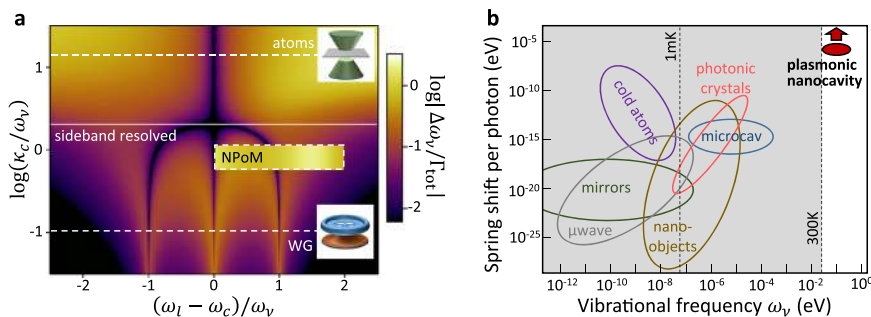 a
atoms
sideband resolved
NPoM
WG
log(κc/ων)
1
0
-1
-2
-1
0
1
2
(ωl − ωc)/ων
log|Δων/Γtot|
1
0
-1
-2
b
Spring shift per photon (eV)
10-5
10-10
10-15
10-20
10-25
1mK
300K
plasmonic
nanocavity
photonic
crystals
cold atoms
microcav
mirrors
μwave
nano-
objects
10-12
10-10
10-8
10-6
10-4
10-2
100
Vibrational frequency ων (eV)